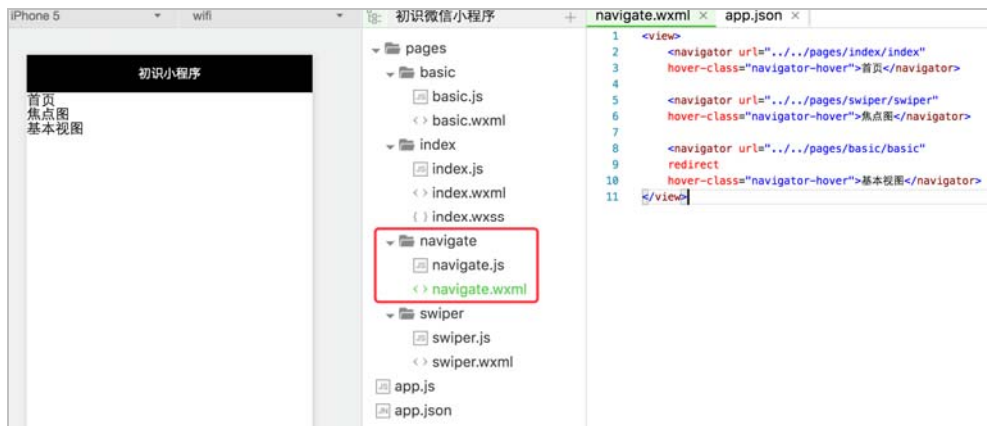 iPhone 5 wifi
初识小程序
首页
焦点图
基本视图
初识微信小程序 +
pages
basic
basic.js
basic.wxml
index
index.js
index.wxml
index.wxss
navigate
navigate.js
navigate.wxml
swiper
swiper.js
swiper.wxml
app.js
app.json
navigate.wxml × app.json ×
1 <view>
2 <navigator url="../../pages/index/index"
3 hover-class="navigator-hover">首页</navigator>
4
5 <navigator url="../../pages/swiper/swiper"
6 hover-class="navigator-hover">焦点图</navigator>
7
8 <navigator url="../../pages/basic/basic"
9 redirect
10 hover-class="navigator-hover">基本视图</navigator>
11 </view>